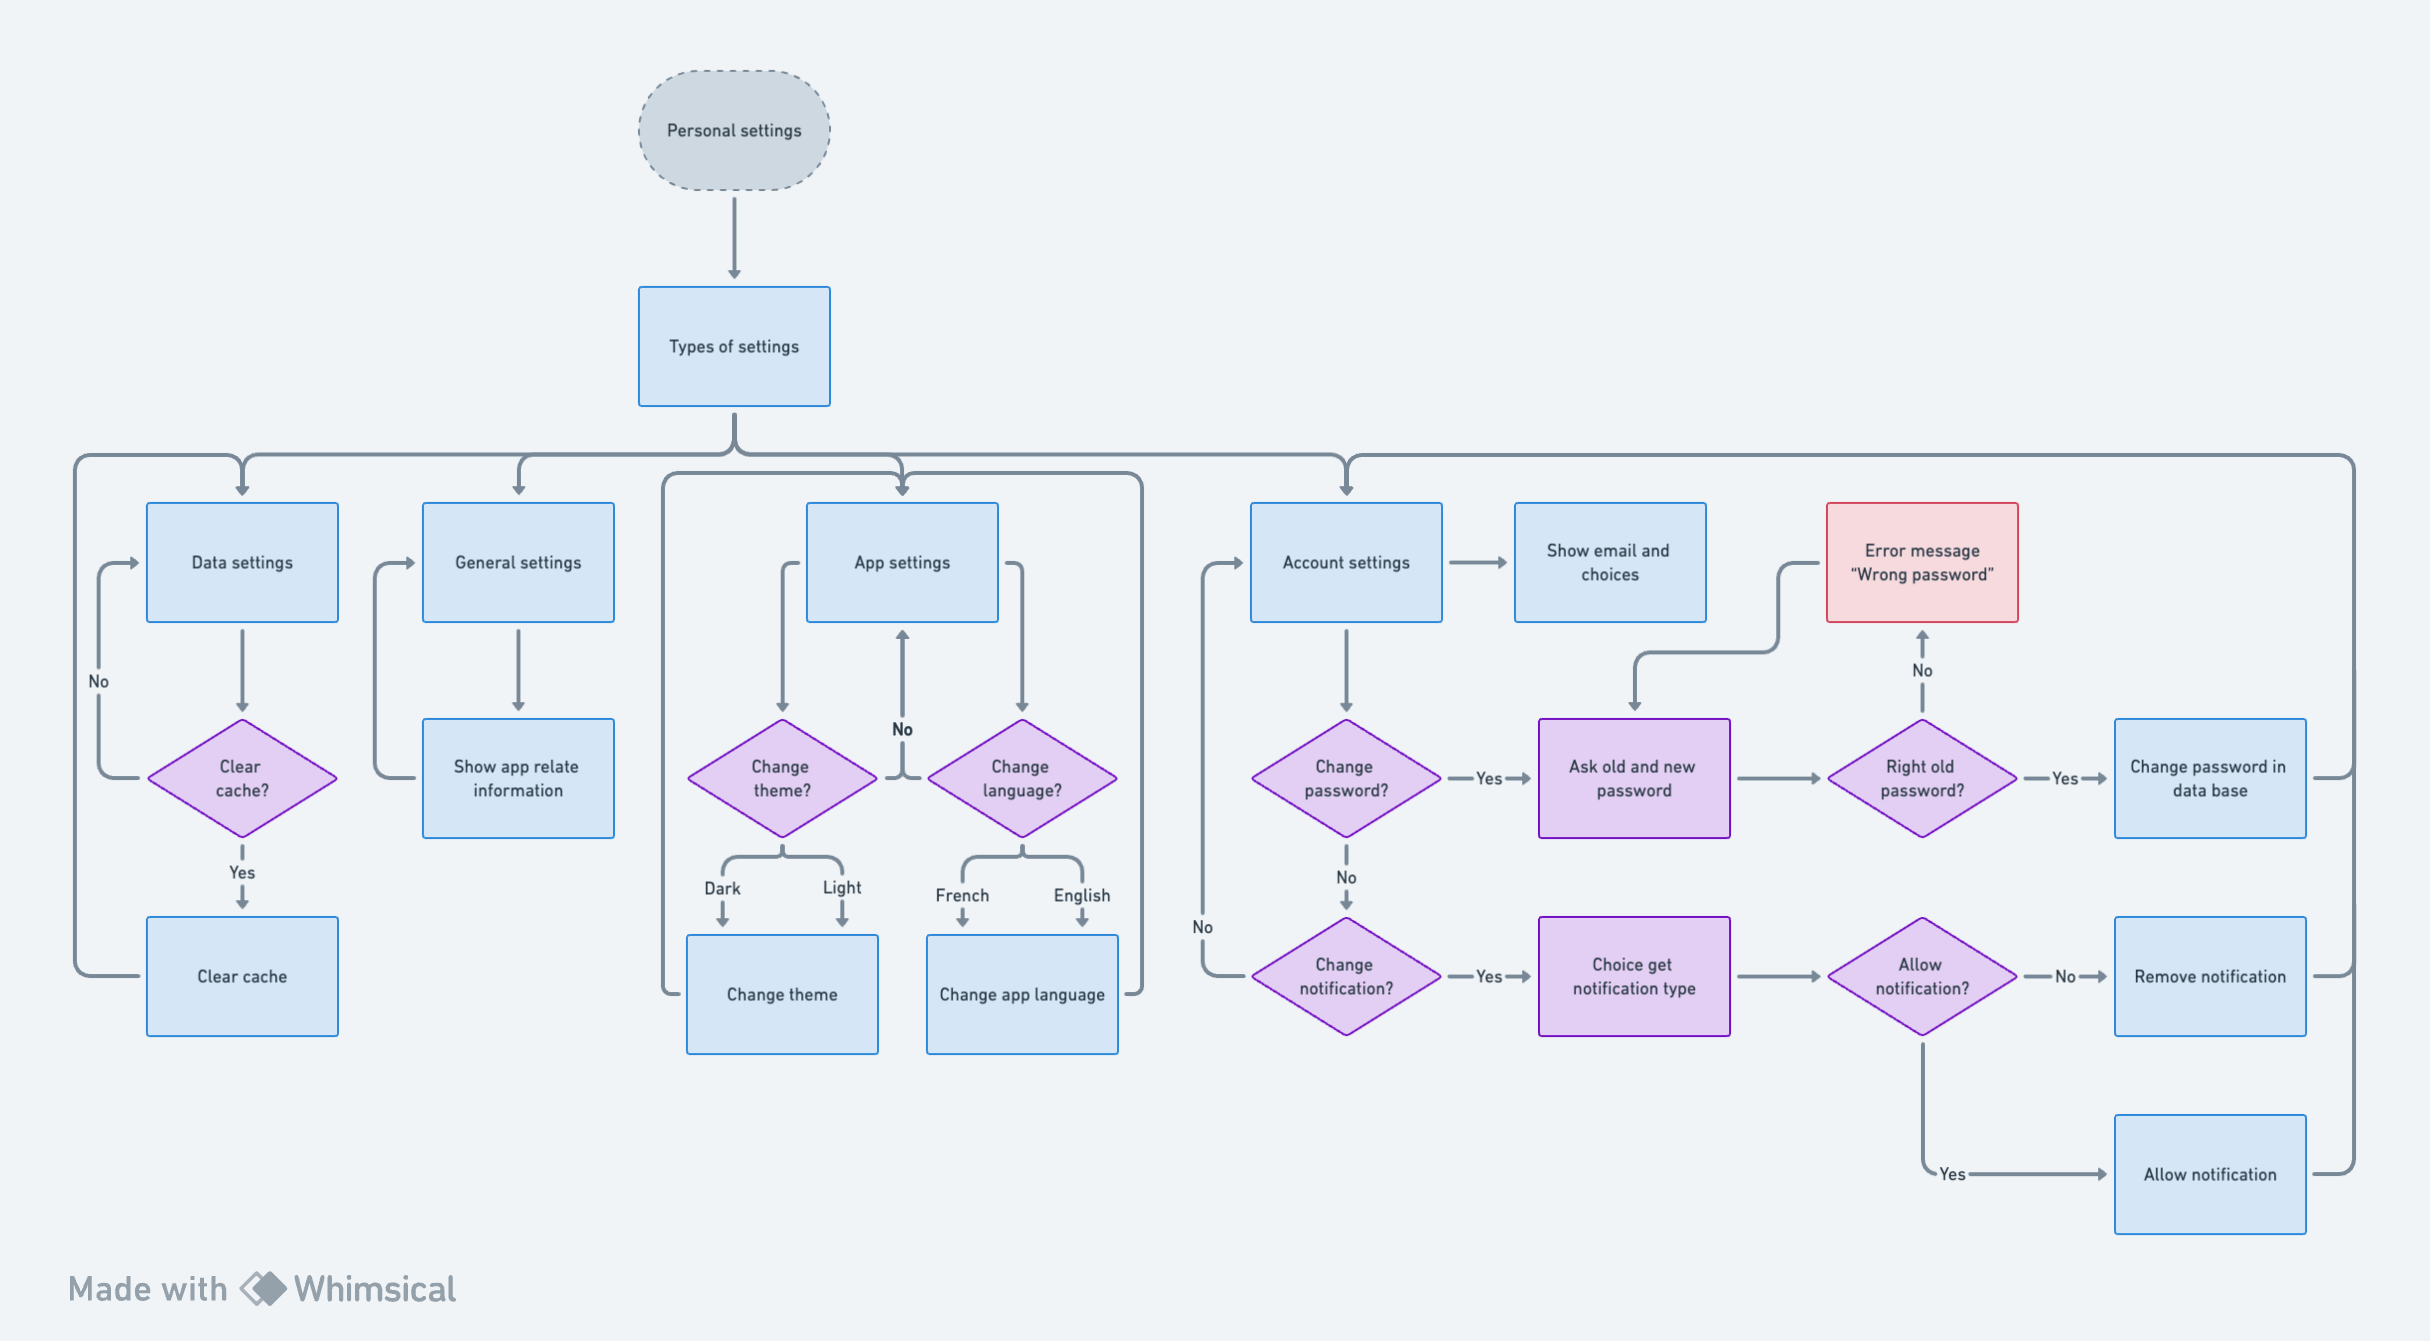 Personal settings
Types of settings
Data settings
General settings
App settings
Account settings
Show email and
choices
Error message
“Wrong password”
No
No
No
Clear
cache?
Show app relate
information
Change
theme?
Change
language?
Change
password?
Yes
Ask old and new
password
Right old
password?
Yes
Change password in
data base
Yes
Dark
Light
French
English
No
No
Clear cache
Change theme
Change app language
Change
notification?
Yes
Choice get
notification type
Allow
notification?
No
Remove notification
Yes
Allow notification
Made with Whimsical